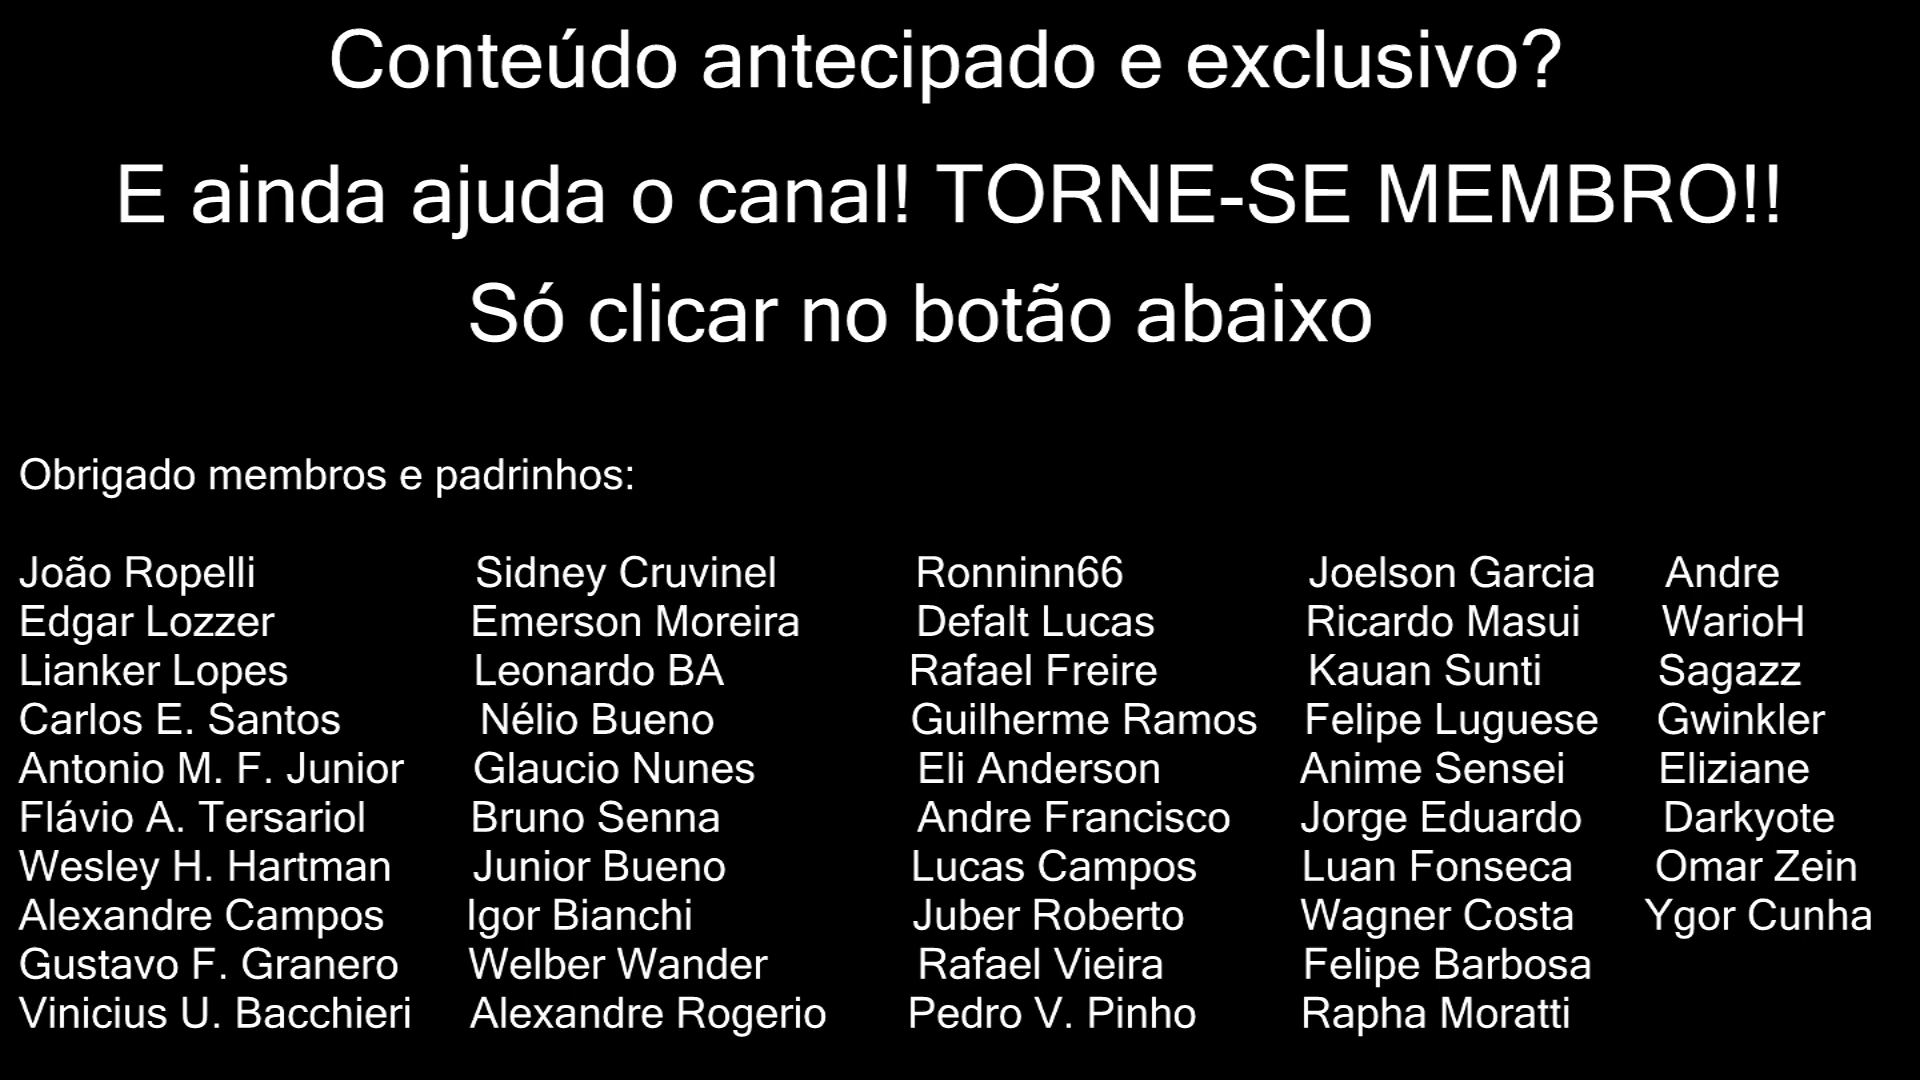 Conteúdo antecipado e exclusivo?
E ainda ajuda o canal! TORNE-SE MEMBRO!!
Só clicar no botão abaixo
Obrigado membros e padrinhos:
João Ropelli Sidney Cruvinel Ronninn66 Joelson Garcia Andre
Edgar Lozzer Emerson Moreira Defalt Lucas Ricardo Masui WarioH
Lianker Lopes Leonardo BA Rafael Freire Kauan Sunti Sagazz
Carlos E. Santos Nélio Bueno Guilherme Ramos Felipe Luguese Gwinkler
Antonio M. F. Junior Glaucio Nunes Eli Anderson Anime Sensei Eliziane
Flávio A. Tersariol Bruno Senna Andre Francisco Jorge Eduardo Darkyote
Wesley H. Hartman Junior Bueno Lucas Campos Luan Fonseca Omar Zein
Alexandre Campos Igor Bianchi Juber Roberto Wagner Costa Ygor Cunha
Gustavo F. Granero Welber Wander Rafael Vieira Felipe Barbosa
Vinicius U. Bacchieri Alexandre Rogerio Pedro V. Pinho Rapha Moratti